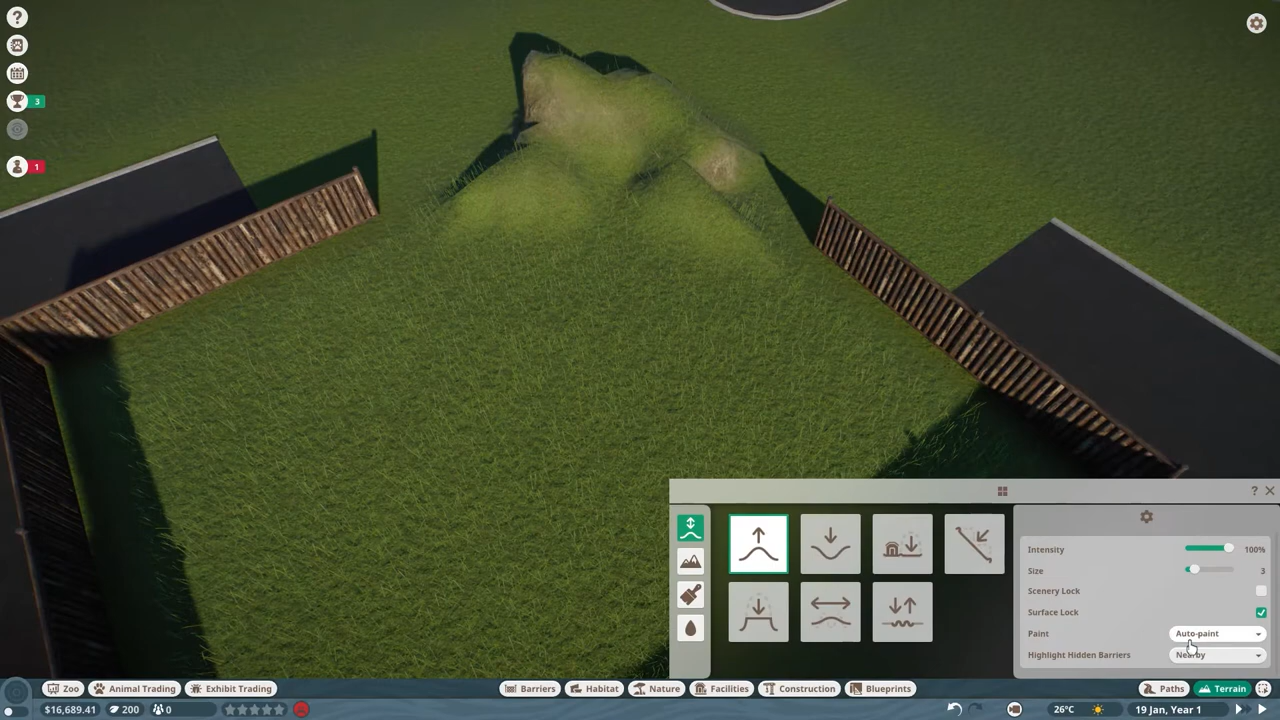 ?
3
1
?
Intensity 100%
Size 3
Scenery Lock
Surface Lock
Paint Auto-paint
Highlight Hidden Barriers Nearby
Zoo Animal Trading Exhibit Trading Barriers Habitat Nature Facilities Construction Blueprints Paths Terrain
$16,689.41 200 0 26°C 19 Jan, Year 1